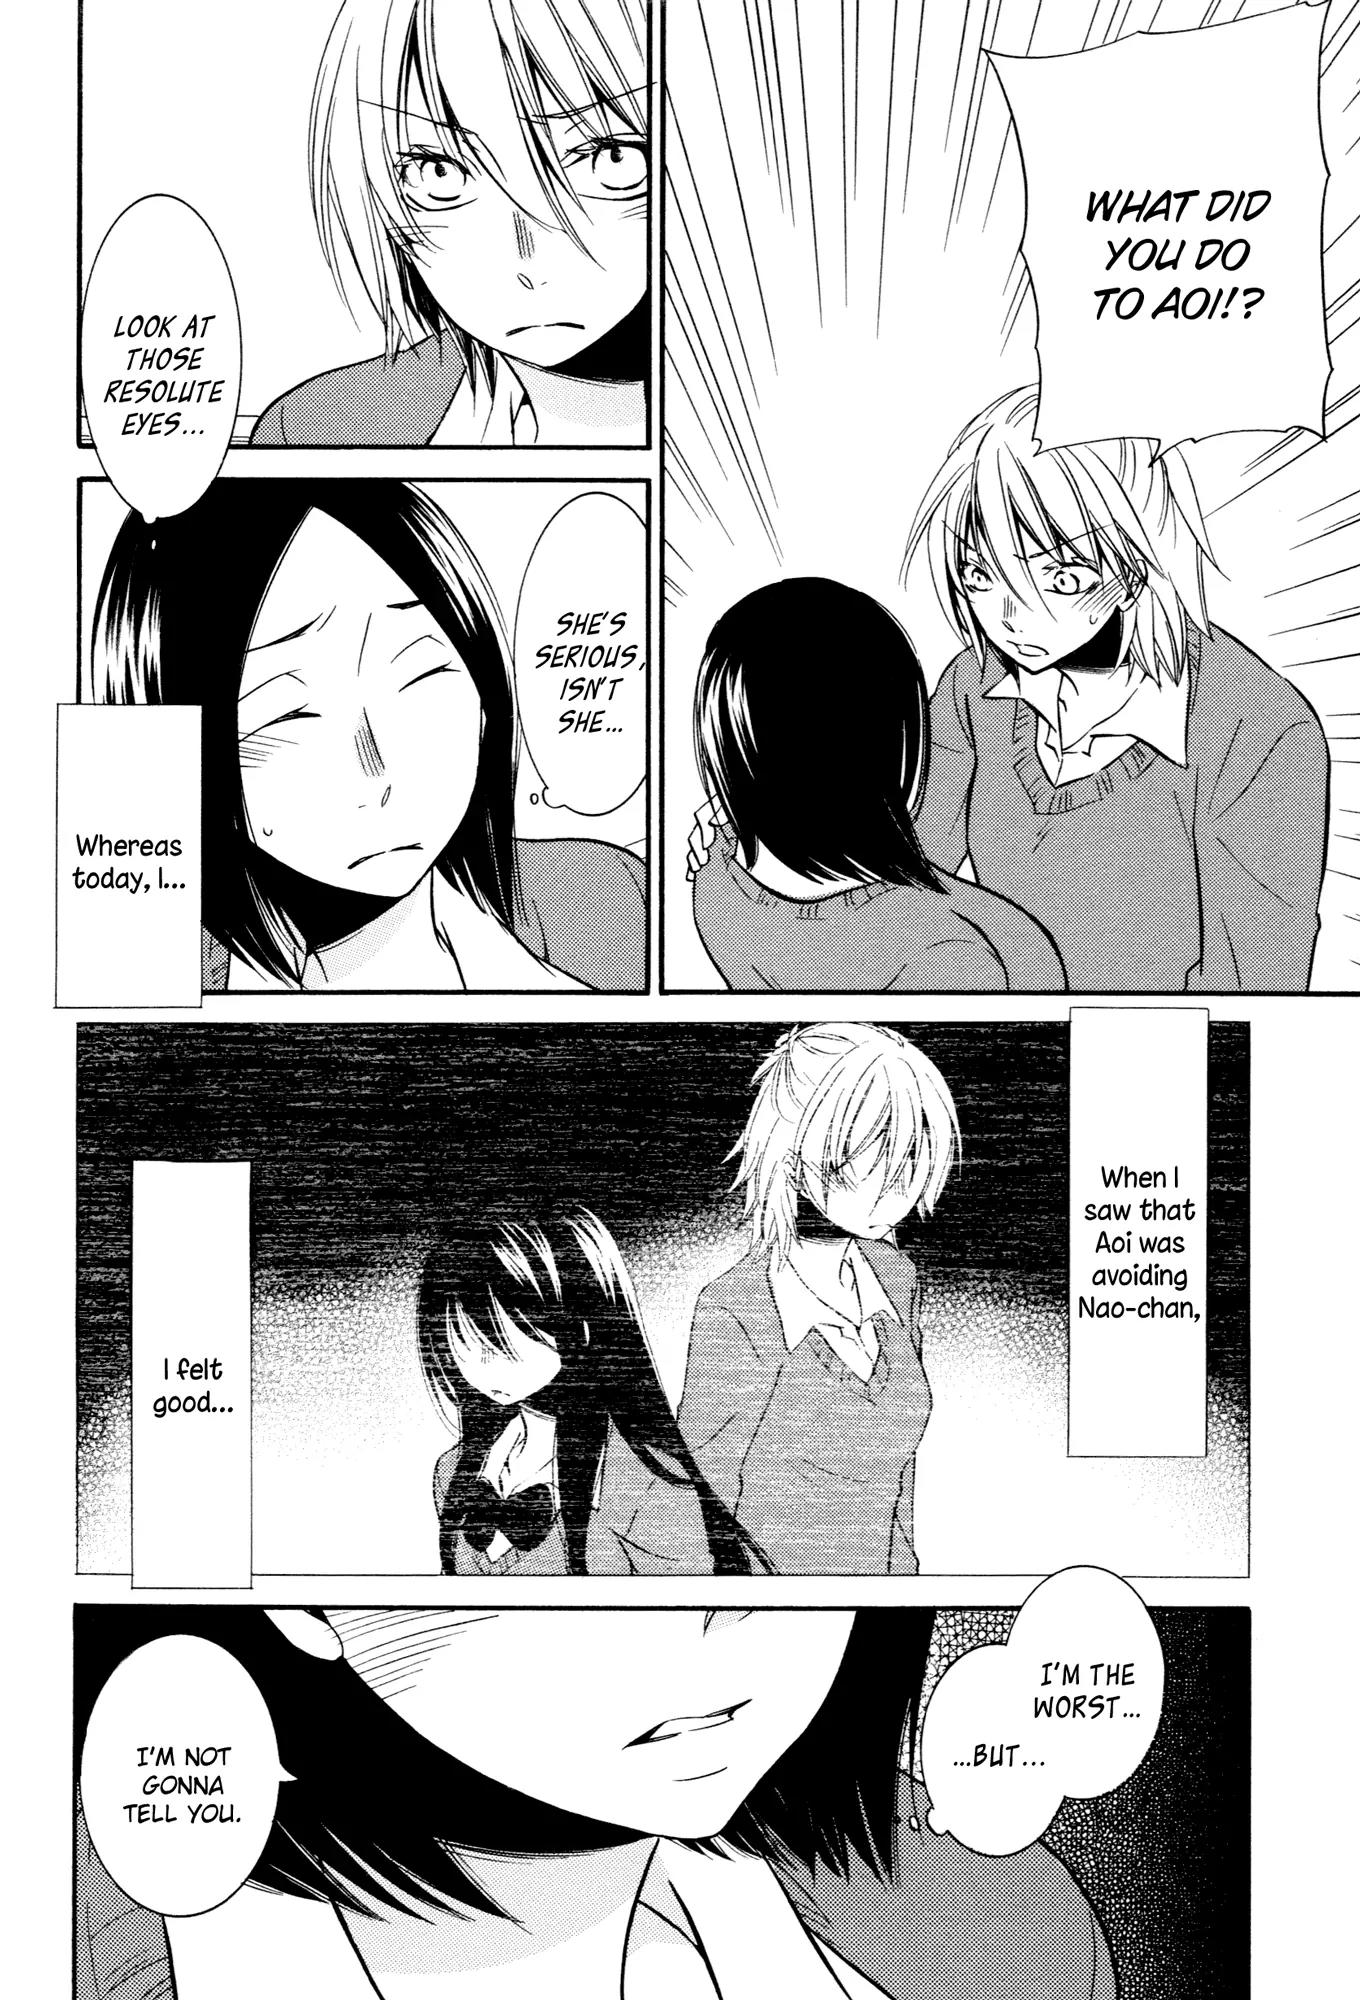 WHAT DID
YOU DO
TO AOI!?
LOOK AT
THOSE
RESOLUTE
EYES...
SHE'S
SERIOUS,
ISN'T
SHE...
Whereas
today, I...
When I
saw that
Aoi was
avoiding
Nao-chan,
I felt
good...
I'M THE
WORST...
...BUT...
I'M NOT
GONNA
TELL YOU.